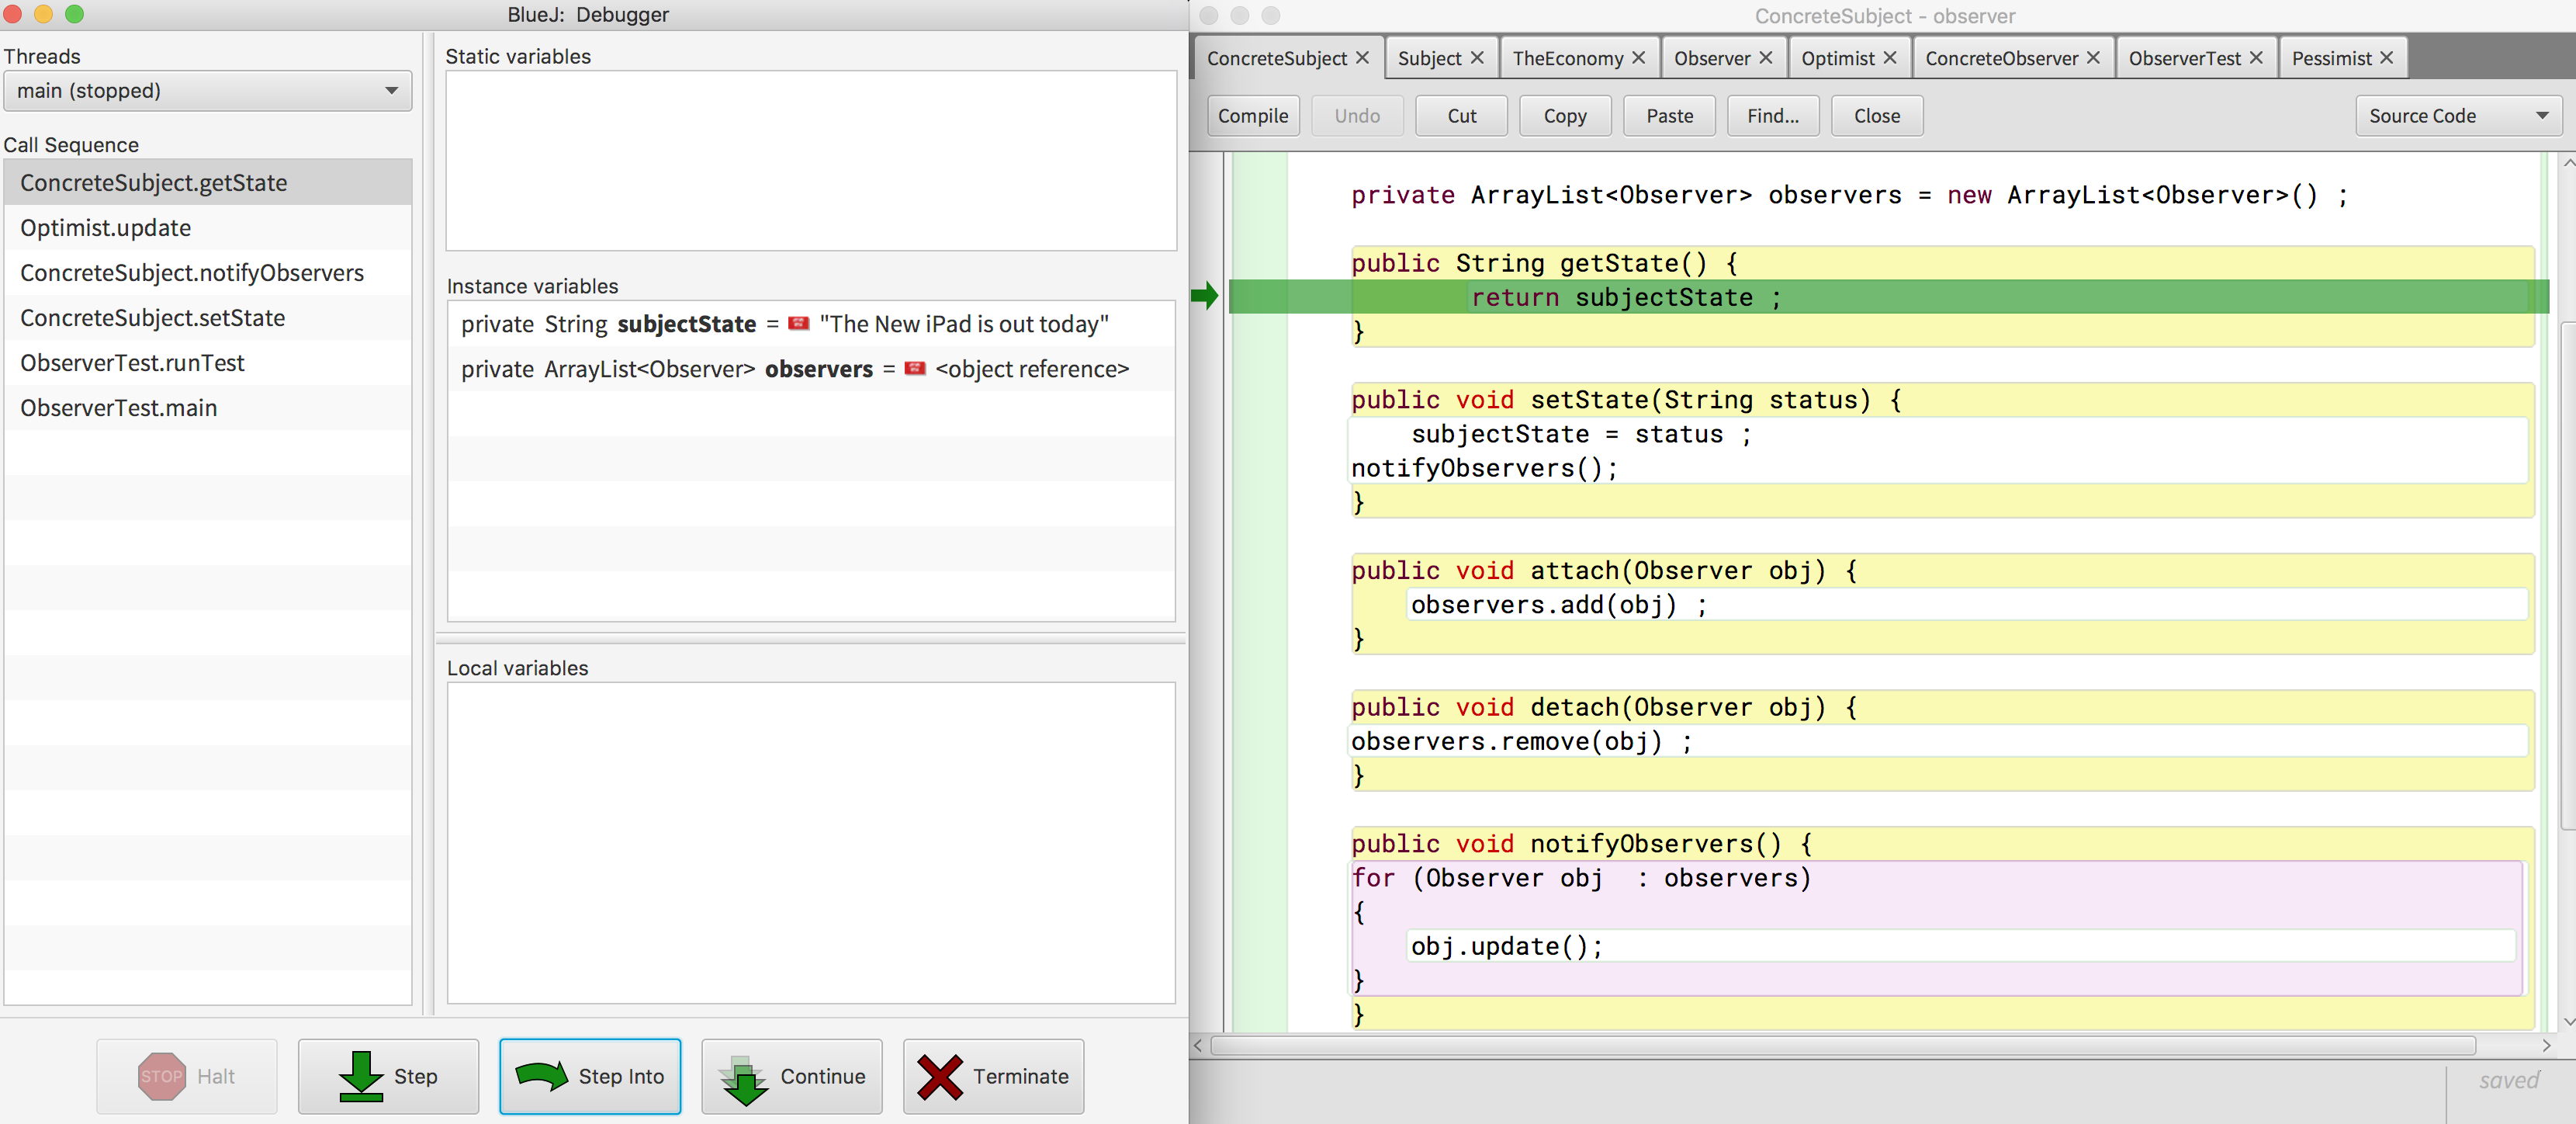 BlueJ: Debugger
Threads
main (stopped)
Call Sequence
ConcreteSubject.getState
Optimist.update
ConcreteSubject.notifyObservers
ConcreteSubject.setState
ObserverTest.runTest
ObserverTest.main
Static variables
Instance variables
private String subjectState = "The New iPad is out today"
private ArrayList<Observer> observers = <object reference>
Local variables
STOP Halt
Step
Step Into
Continue
Terminate
ConcreteSubject - observer
ConcreteSubject Subject TheEconomy Observer Optimist ConcreteObserver ObserverTest Pessimist
Compile Undo Cut Copy Paste Find... Close Source Code
private ArrayList<Observer> observers = new ArrayList<Observer>() ;
public String getState() {
return subjectState ;
}
public void setState(String status) {
subjectState = status ;
notifyObservers();
}
public void attach(Observer obj) {
observers.add(obj) ;
}
public void detach(Observer obj) {
observers.remove(obj) ;
}
public void notifyObservers() {
for (Observer obj  : observers)
{
obj.update();
}
}
saved